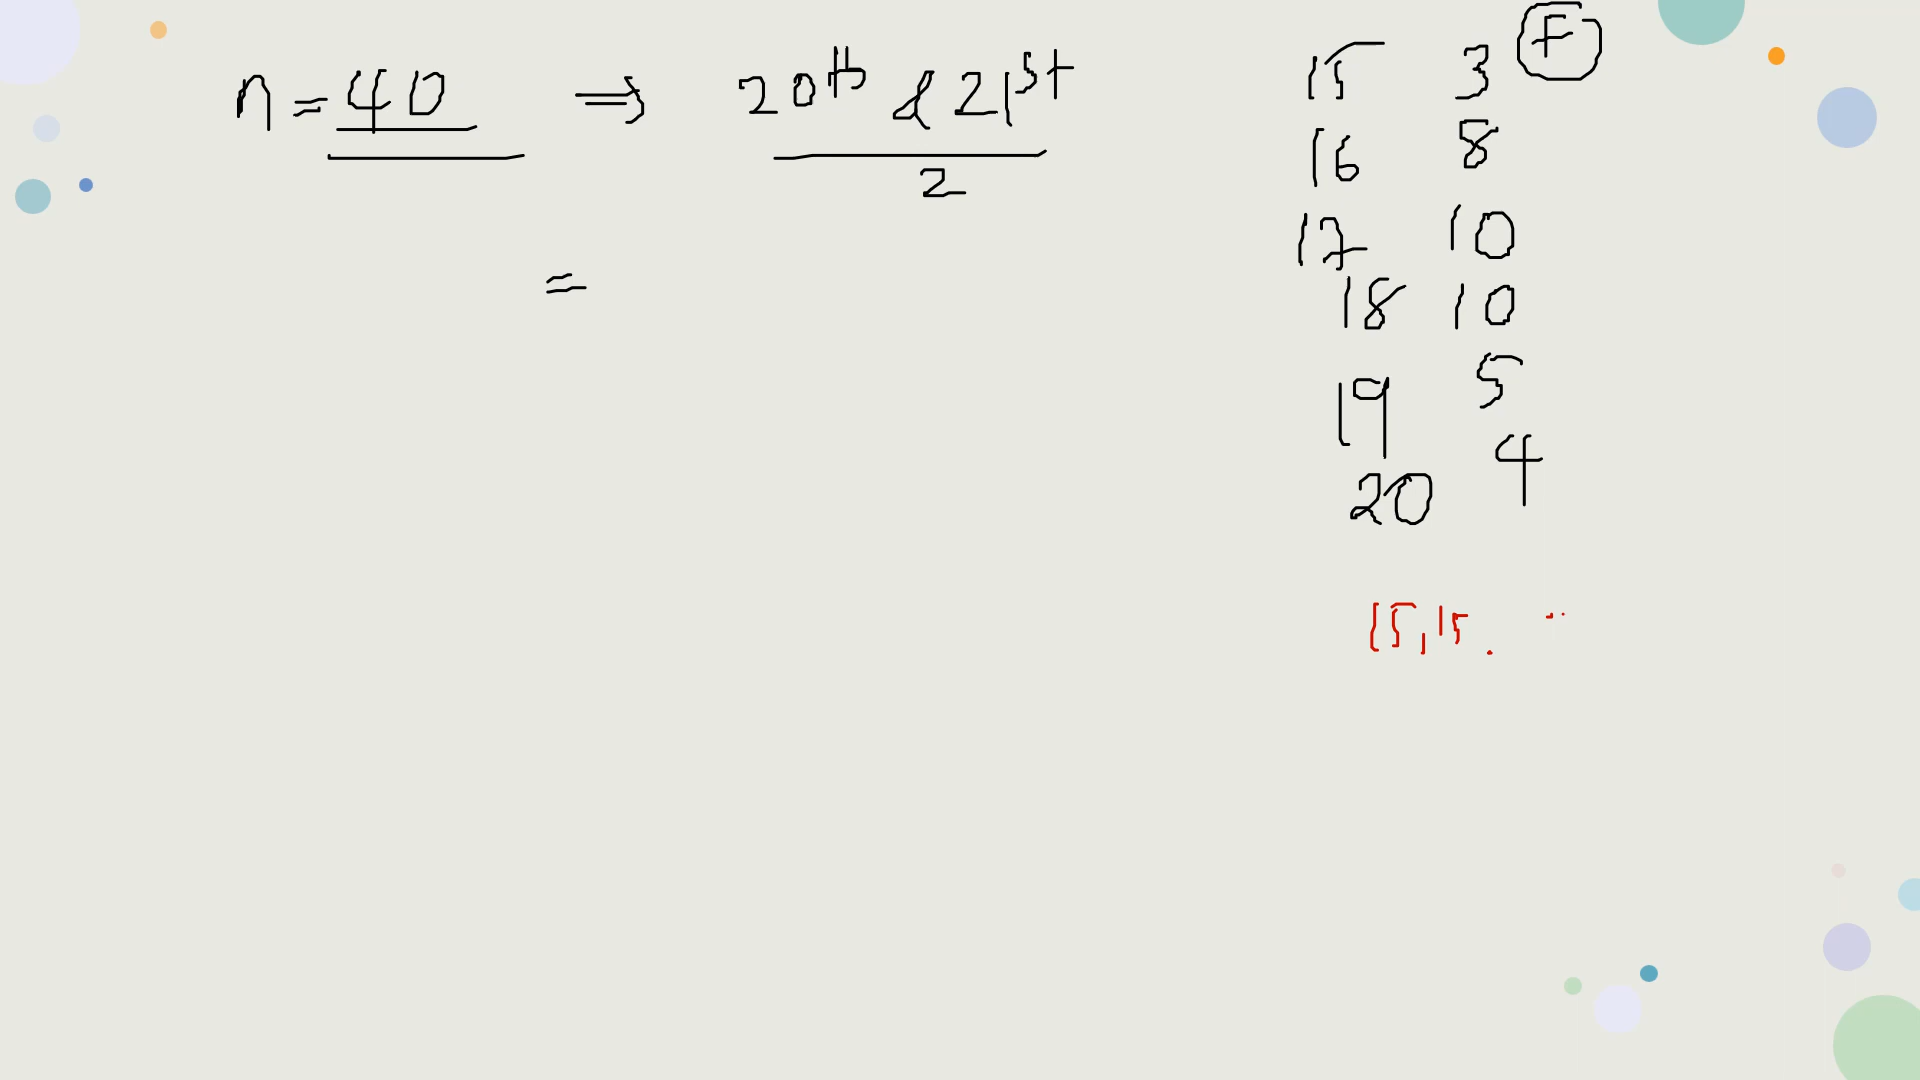 n = 40 ⇒ 20th & 21st
2
=
F
15 3
16 8
17 10
18 10
19 5
20 4
15, 15, ..